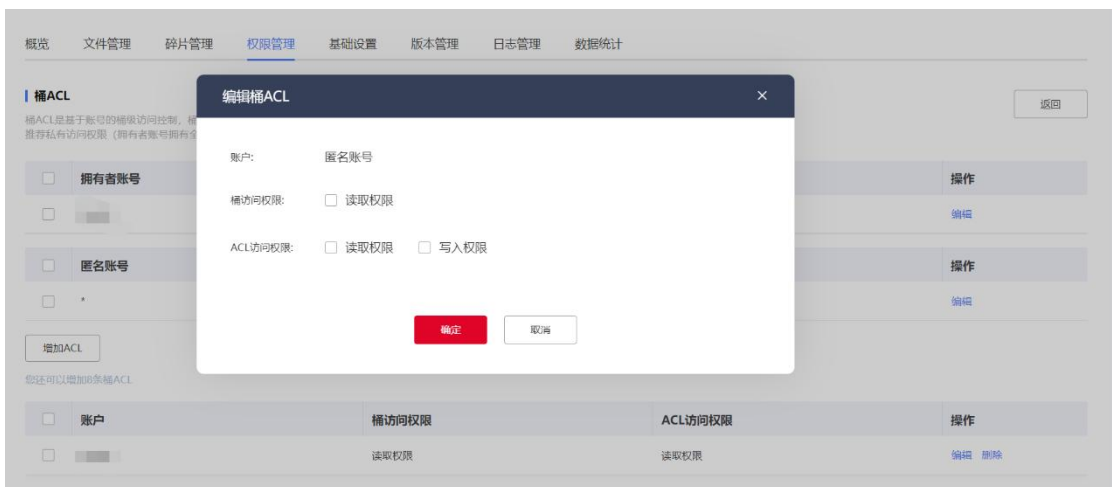 概览 文件管理 碎片管理 权限管理 基础设置 版本管理 日志管理 数据统计
桶ACL
返回
桶ACL是基于账号的桶级访问控制，
推荐私有访问权限（拥有者账号拥有
编辑桶ACL ×
账户: 匿名账号
桶访问权限: 读取权限
ACL访问权限: 读取权限 写入权限
确定 取消
拥有者账号 操作
编辑
匿名账号 操作
* 编辑
增加ACL
您还可以增加8条桶ACL
账户 桶访问权限 ACL访问权限 操作
读取权限 读取权限 编辑 删除